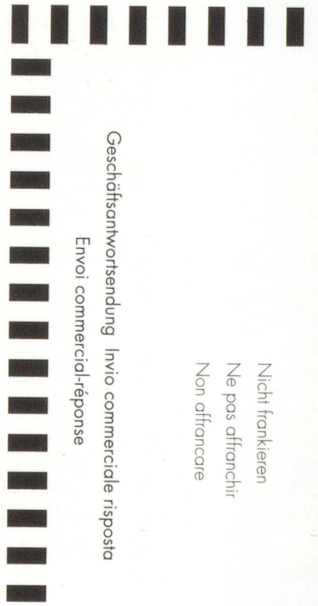 Nicht frankieren
Ne pas affranchir
Non affrancare
Geschäftsantwortsendung Invio commerciale risposta
Envoi commercial-réponse